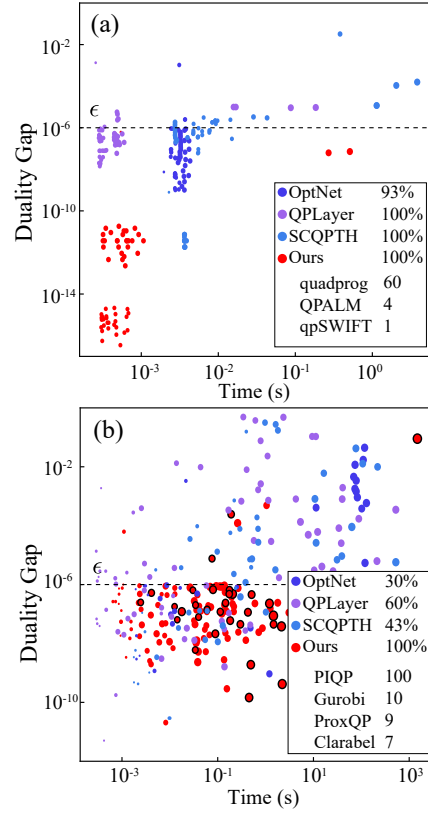 (a)
10^-2
ϵ
10^-6
10^-10
10^-14
Duality Gap
OptNet 93%
QPLayer 100%
SCQPTH 100%
Ours 100%
quadprog 60
QPALM 4
qpSWIFT 1
10^-3 10^-2 10^-1 10^0
Time (s)
(b)
10^-2
ϵ
10^-6
10^-10
Duality Gap
OptNet 30%
QPLayer 60%
SCQPTH 43%
Ours 100%
PIQP 100
Gurobi 10
ProxQP 9
Clarabel 7
10^-3 10^-1 10^1 10^3
Time (s)